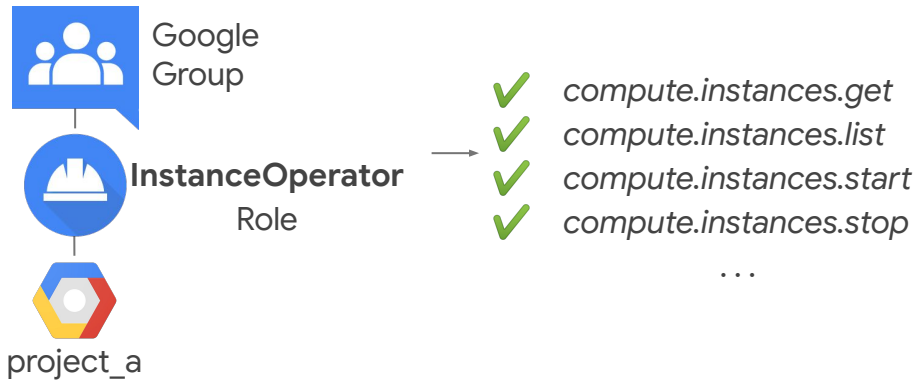 Google
Group
InstanceOperator
Role
project_a
compute.instances.get
compute.instances.list
compute.instances.start
compute.instances.stop
...